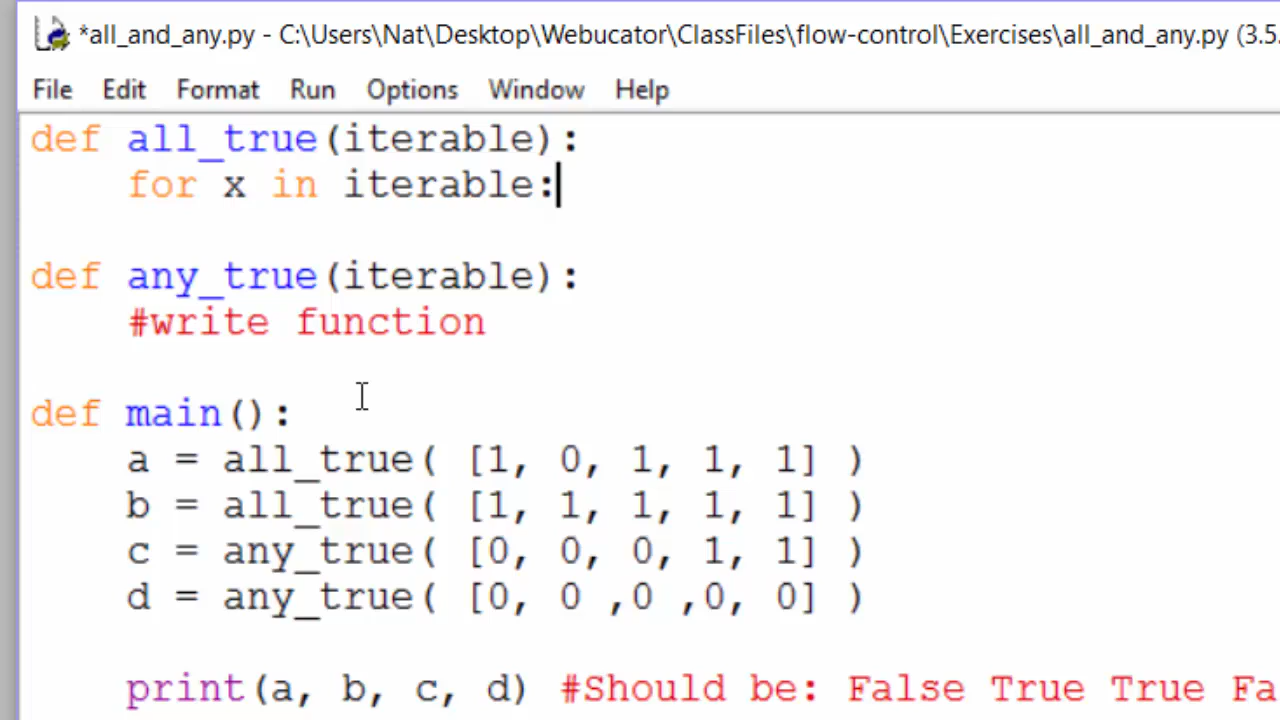 *all_and_any.py - C:\Users\Nat\Desktop\Webucator\ClassFiles\flow-control\Exercises\all_and_any.py (3.5.
File Edit Format Run Options Window Help
def all_true(iterable):
    for x in iterable:
def any_true(iterable):
    #write function
def main():
    a = all_true( [1, 0, 1, 1, 1] )
    b = all_true( [1, 1, 1, 1, 1] )
    c = any_true( [0, 0, 0, 1, 1] )
    d = any_true( [0, 0 ,0 ,0, 0] )
    print(a, b, c, d) #Should be: False True True Fa